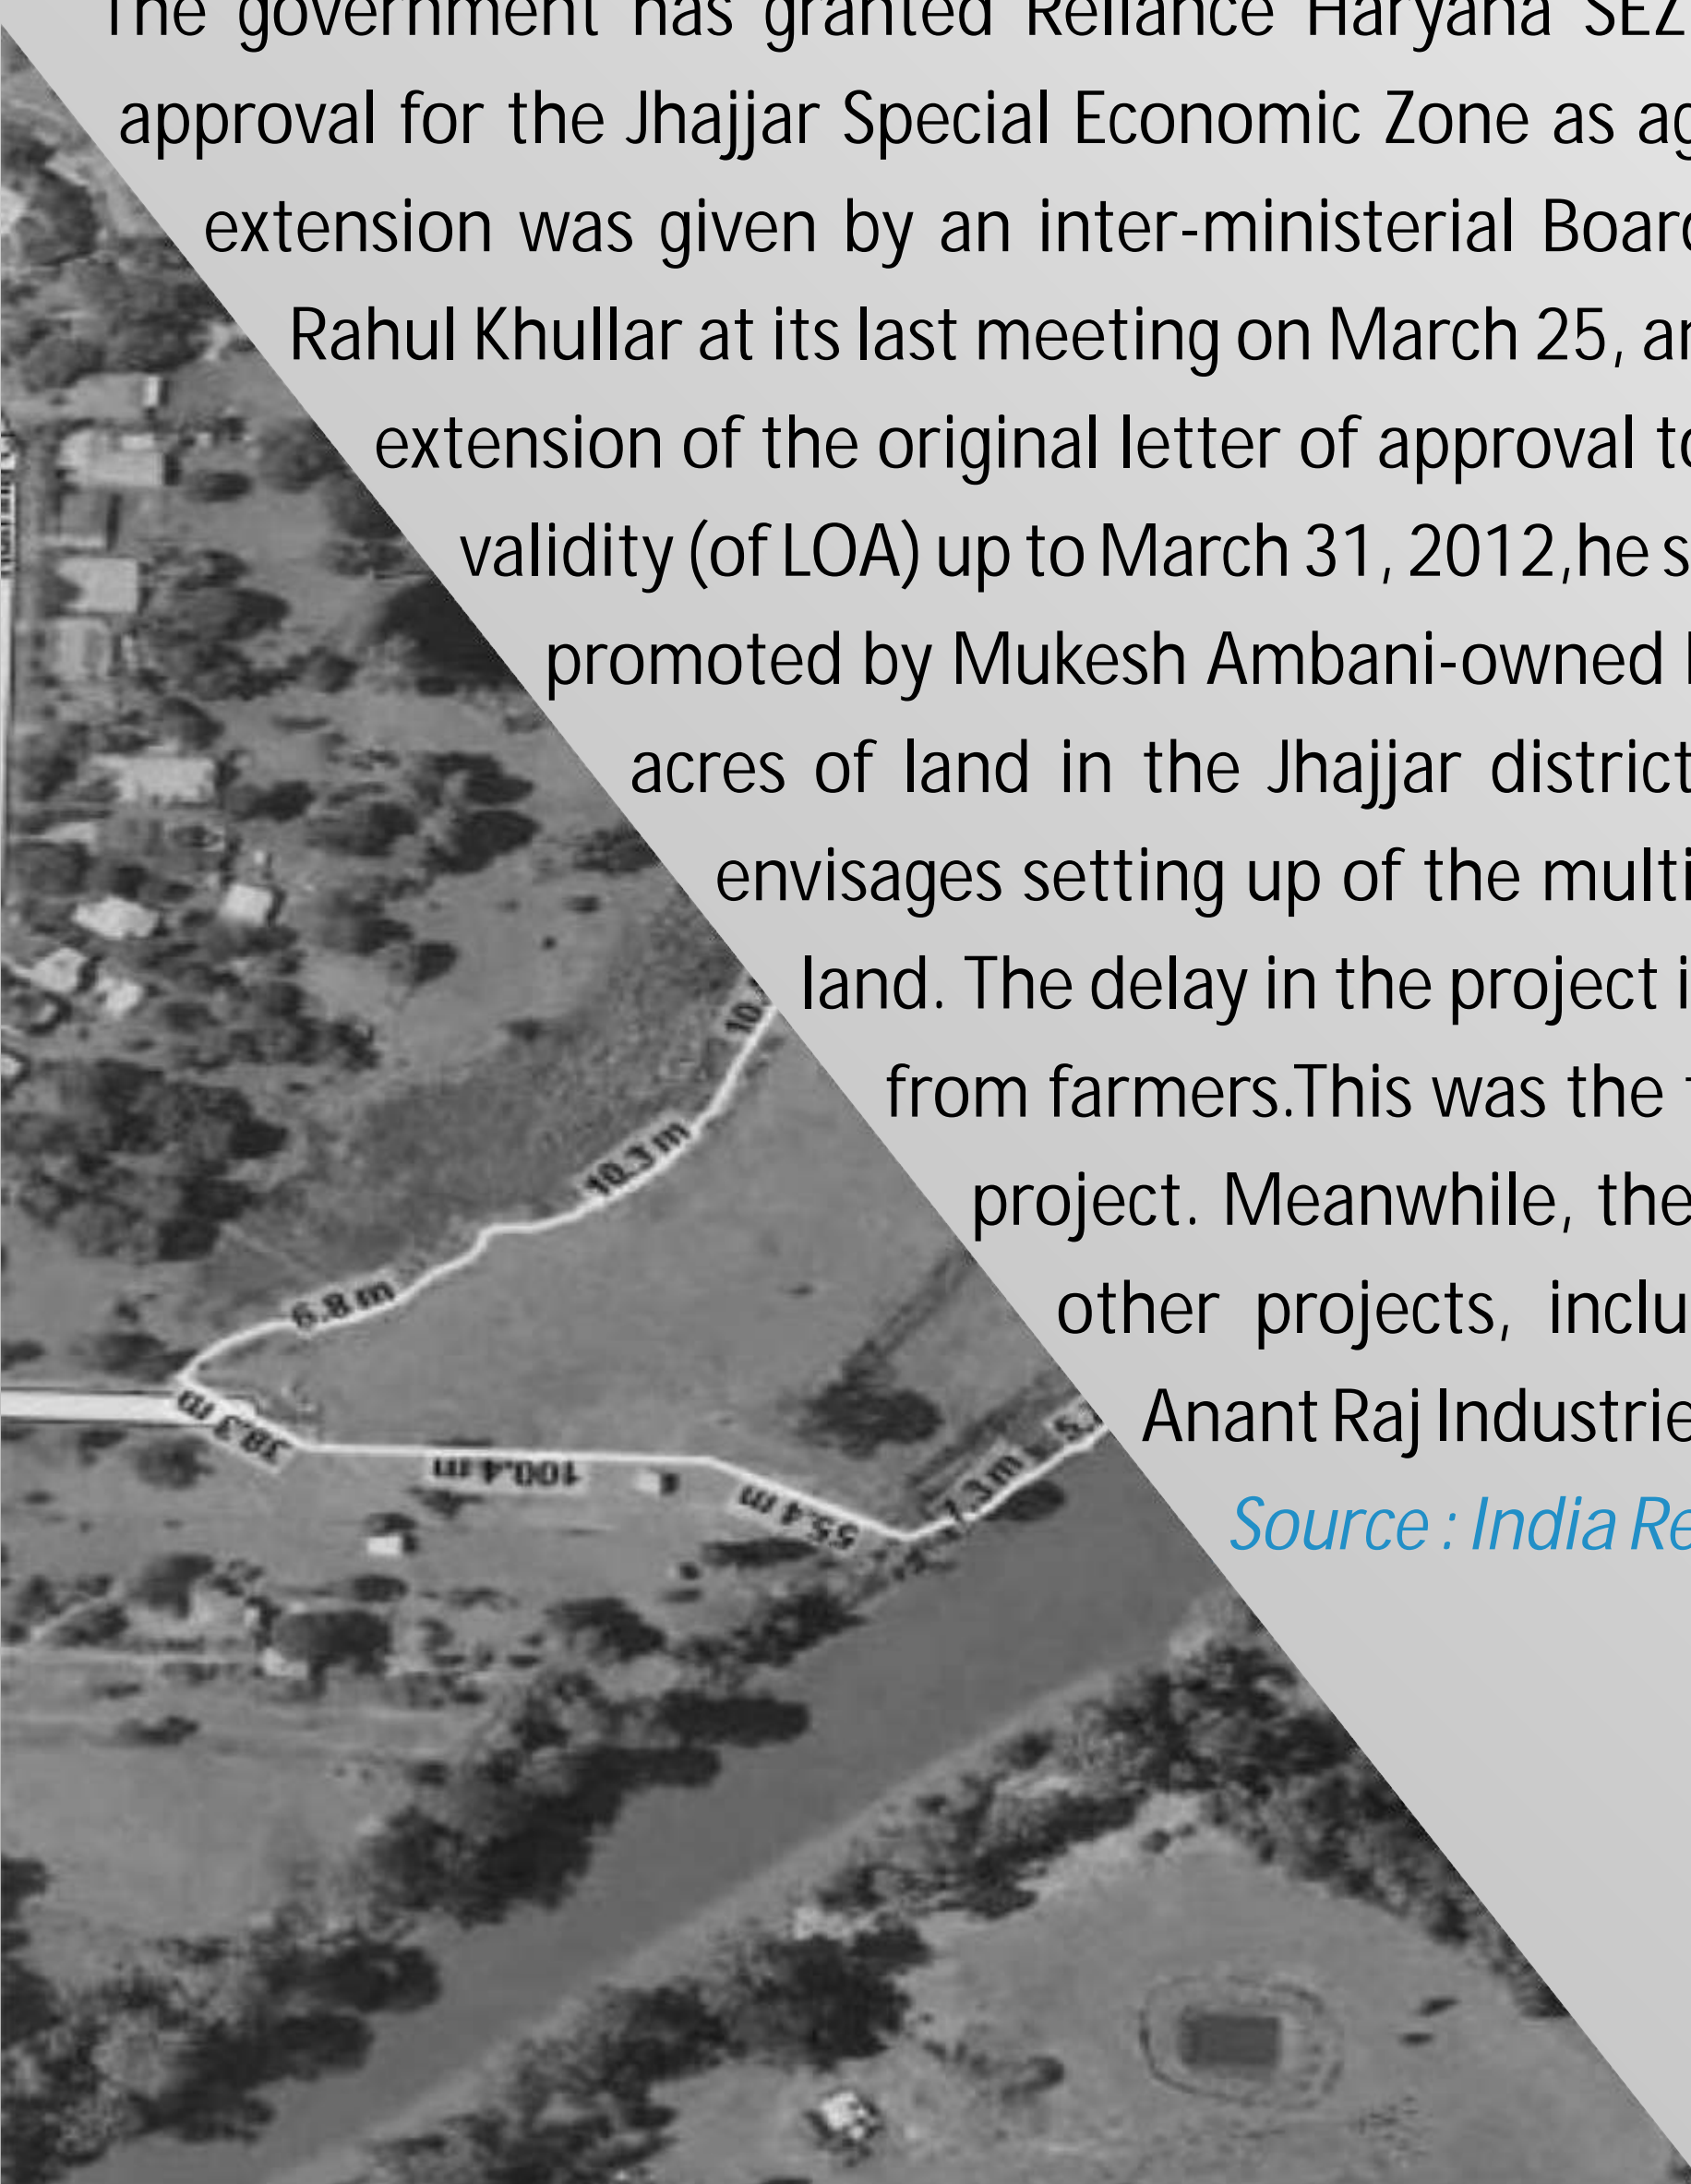 The government has granted Reliance Haryana SEZ
approval for the Jhajjar Special Economic Zone as ag
extension was given by an inter-ministerial Board
Rahul Khullar at its last meeting on March 25, an
extension of the original letter of approval to
validity (of LOA) up to March 31, 2012,he s
promoted by Mukesh Ambani-owned
acres of land in the Jhajjar district
envisages setting up of the multi
land. The delay in the project i
from farmers.This was the
project. Meanwhile, the
other projects, inclu
Anant Raj Industrie
Source : India Re
10.
10.3 m
6.8 m
38.3 m
100.4 m
55.4 m
7.3 m
5.